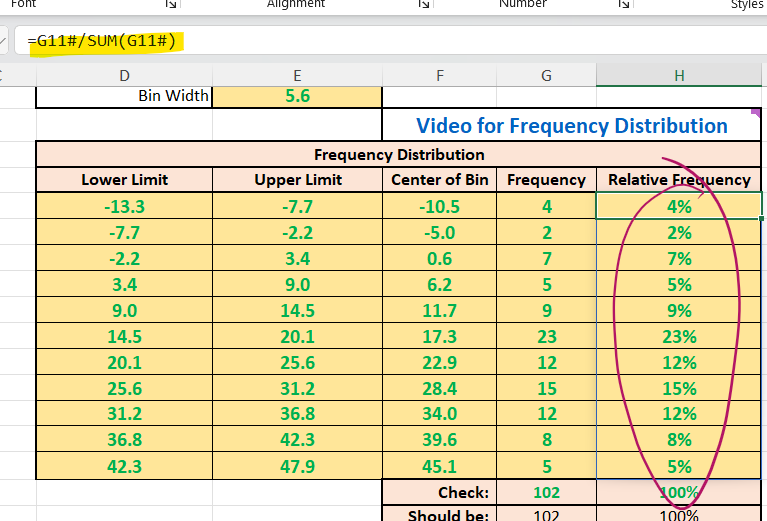 Font Alignment Number Styles
=G11#/SUM(G11#)
D E F G H
Bin Width 5.6
Video for Frequency Distribution
Frequency Distribution
Lower Limit Upper Limit Center of Bin Frequency Relative Frequency
-13.3 -7.7 -10.5 4 4%
-7.7 -2.2 -5.0 2 2%
-2.2 3.4 0.6 7 7%
3.4 9.0 6.2 5 5%
9.0 14.5 11.7 9 9%
14.5 20.1 17.3 23 23%
20.1 25.6 22.9 12 12%
25.6 31.2 28.4 15 15%
31.2 36.8 34.0 12 12%
36.8 42.3 39.6 8 8%
42.3 47.9 45.1 5 5%
Check: 102 100%
Should be: 102 100%